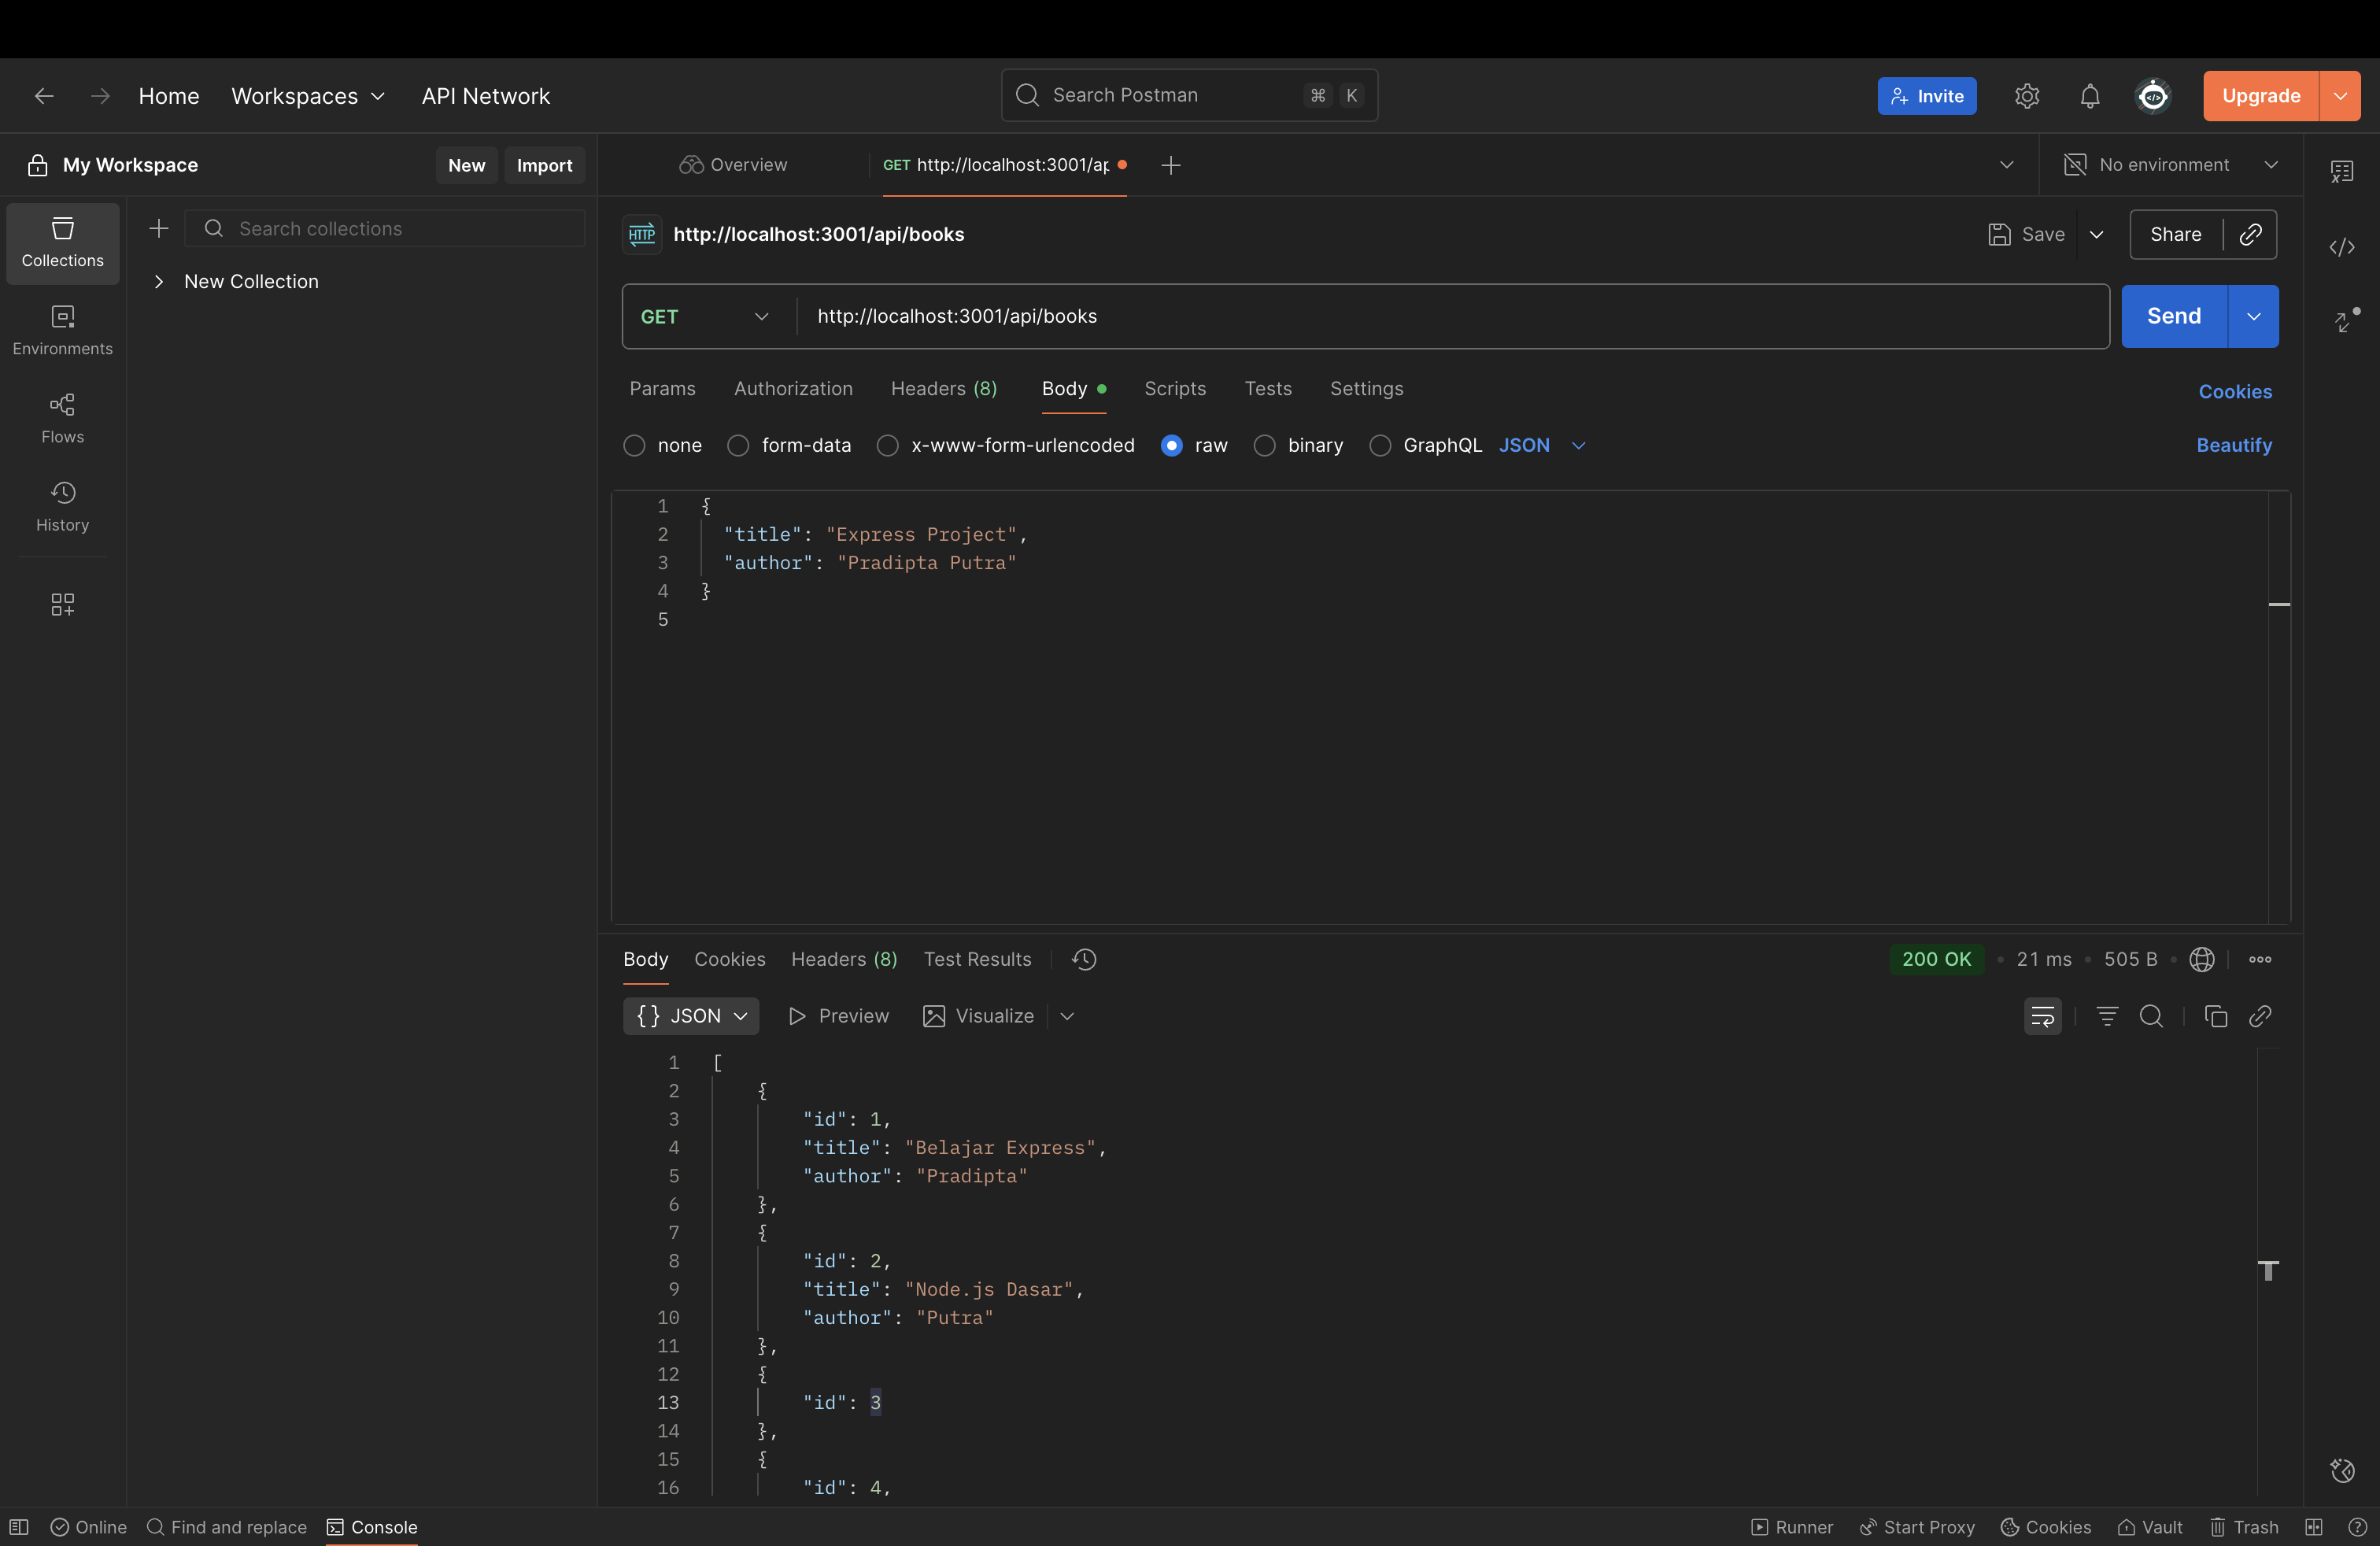 Home Workspaces API Network Search Postman ⌘ K Invite Upgrade
My Workspace New Import Overview GET http://localhost:3001/ap No environment
Collections Search collections HTTP http://localhost:3001/api/books Save Share
New Collection
Environments
Flows
History
GET http://localhost:3001/api/books Send
Params Authorization Headers (8) Body Scripts Tests Settings Cookies
none form-data x-www-form-urlencoded raw binary GraphQL JSON Beautify
1 {
2 "title": "Express Project",
3 "author": "Pradipta Putra"
4 }
5
Body Cookies Headers (8) Test Results 200 OK • 21 ms • 505 B •
{} JSON Preview Visualize
1 [
2 {
3 "id": 1,
4 "title": "Belajar Express",
5 "author": "Pradipta"
6 },
7 {
8 "id": 2,
9 "title": "Node.js Dasar",
10 "author": "Putra"
11 },
12 {
13 "id": 3
14 },
15 {
16 "id": 4,
Online Find and replace Console Runner Start Proxy Cookies Vault Trash